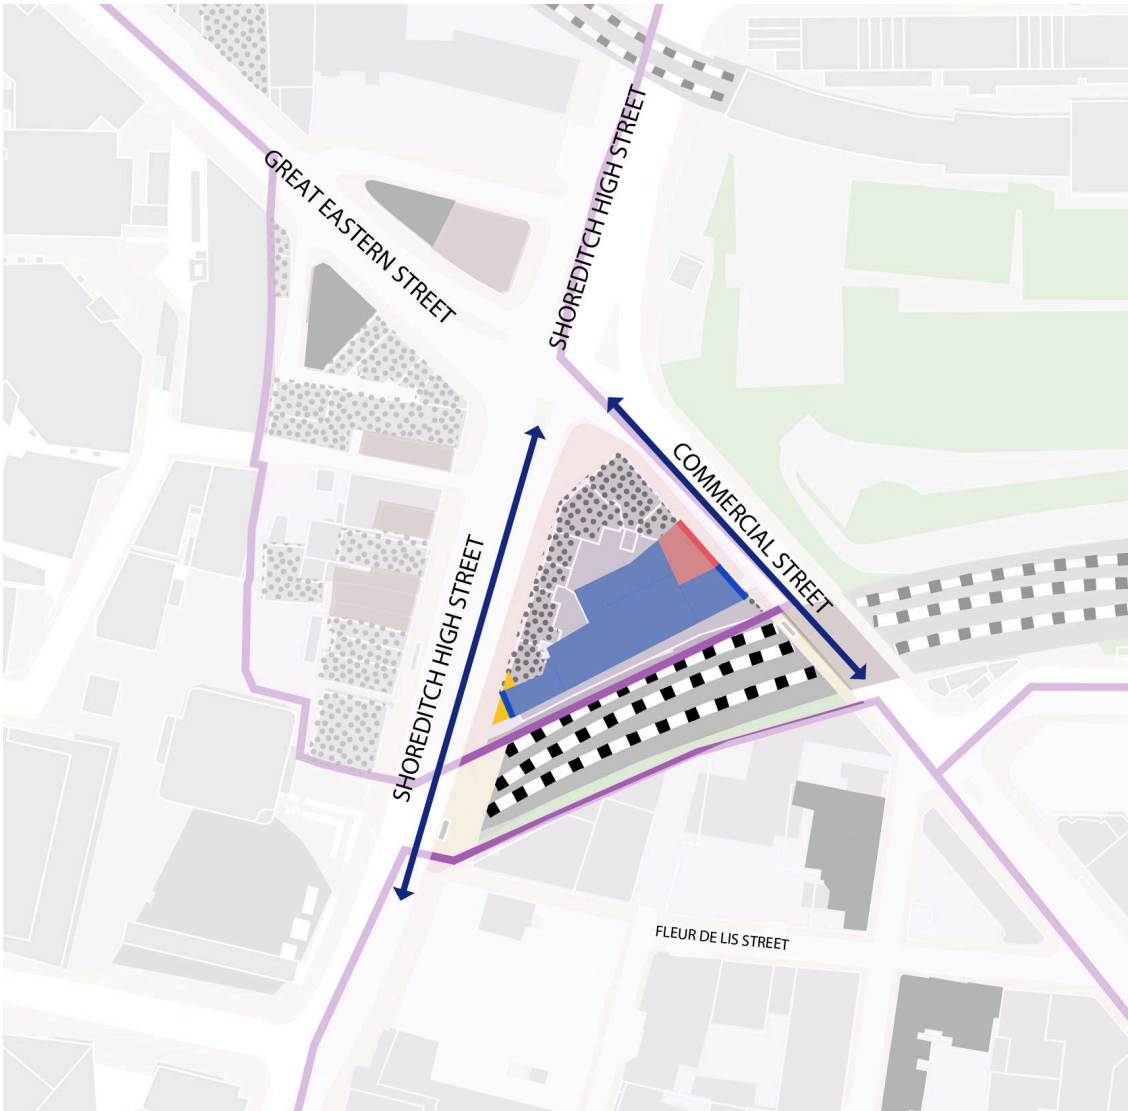 GREAT EASTERN STREET
SHOREDITCH HIGH STREET
COMMERCIAL STREET
SHOREDITCH HIGH STREET
FLEUR DE LIS STREET